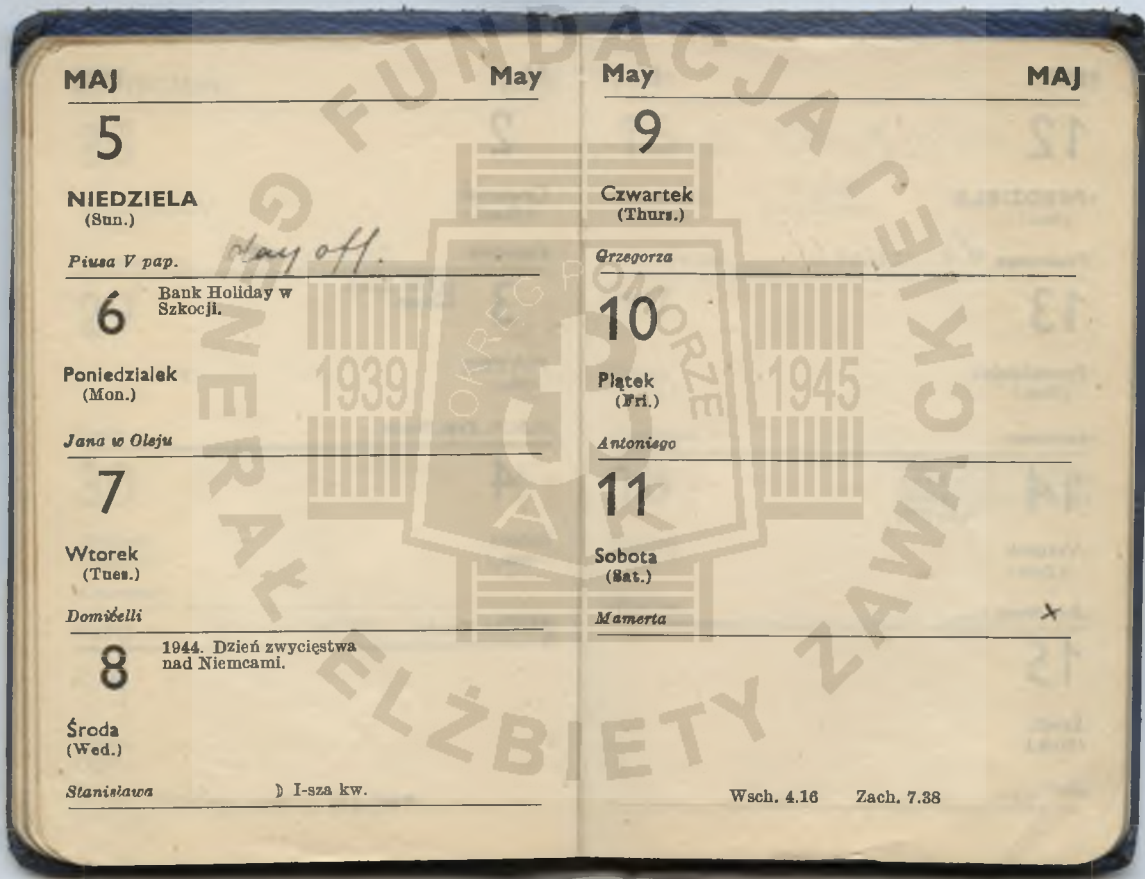 MAJ May
5
NIEDZIELA
(Sun.)
Piusa V pap. day off.
6 Bank Holiday w
Szkocji.
Poniedzialek
(Mon.)
Jana w Oleju
7
Wtorek
(Tues.)
Domitelli
8 1944. Dzień zwycięstwa
nad Niemcami.
Środa
(Wed.)
Stanisława ☽ I-sza kw.
May MAJ
9
Czwartek
(Thurs.)
Grzegorza
10
Piątek
(Fri.)
Antoniego
11
Sobota
(Sat.)
Mamerta x
Wsch. 4.16 Zach. 7.38
FUNDACJA GENERAŁ ELŻBIETY ZAWACKIEJ
OKRĘG POMORZE
1939 1945
AK